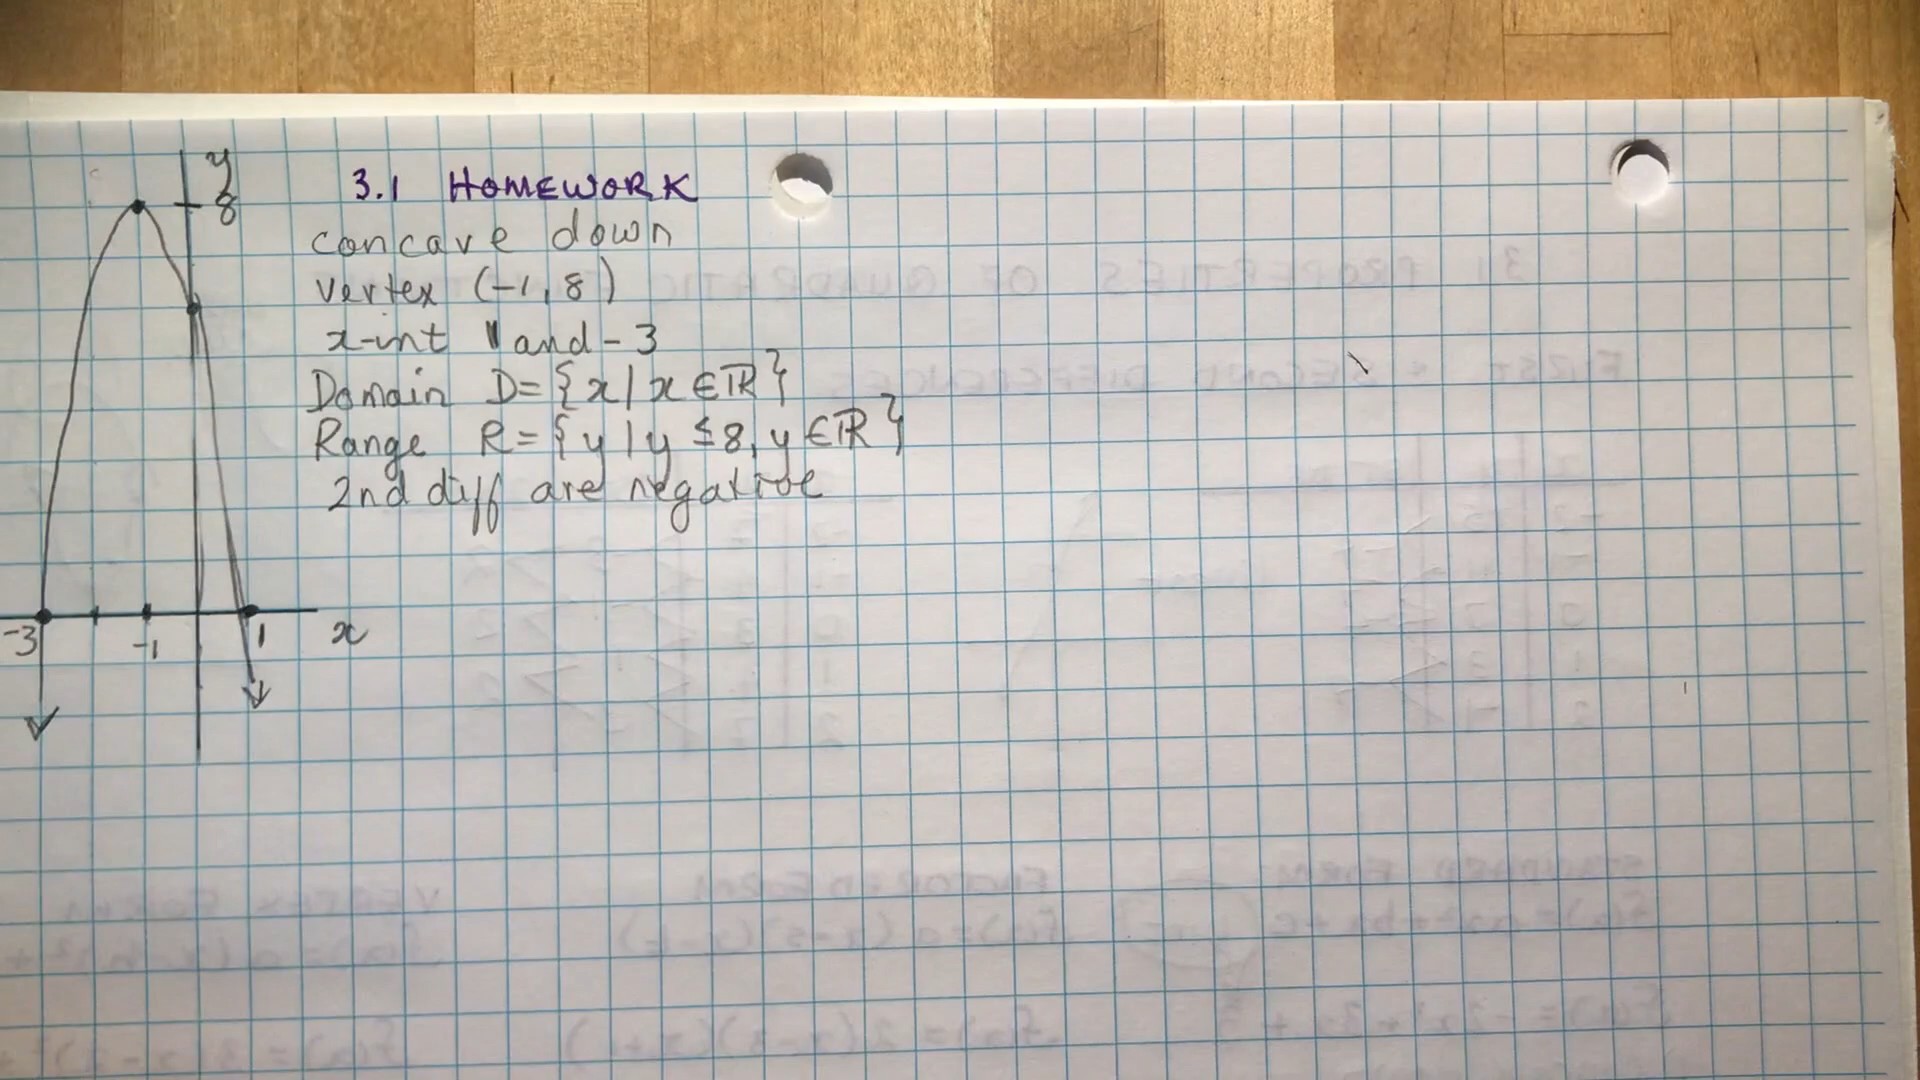 y
8
3.1 HOMEWORK
concave down
vertex (-1, 8)
x-int 1 and -3
Domain D = {x | x ∈ ℝ}
Range R = {y | y ≤ 8, y ∈ ℝ}
2nd diff are negative
-3 -1 1 x